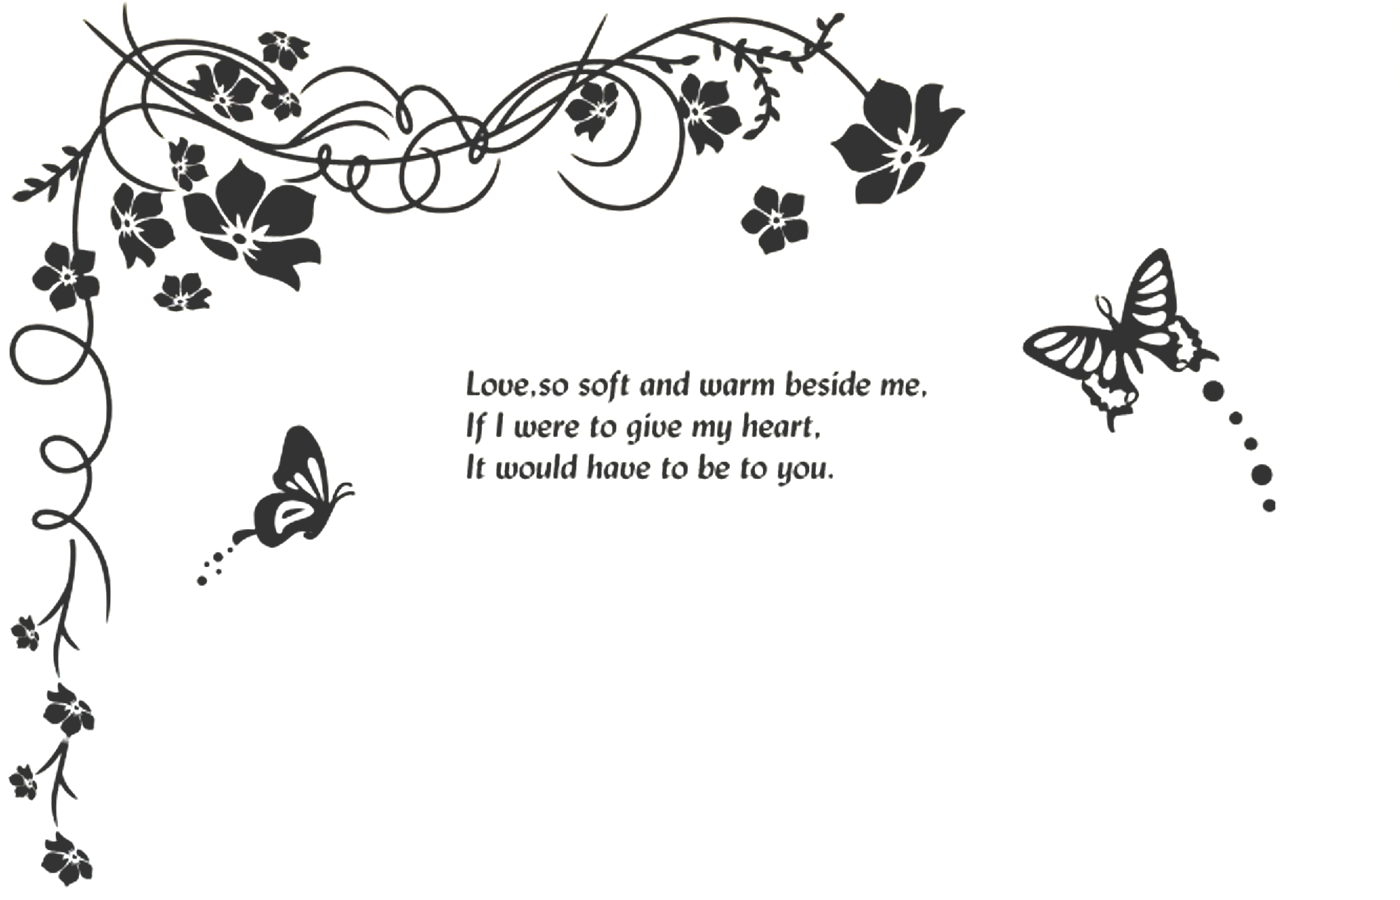 Love,so soft and warm beside me,
If I were to give my heart,
It would have to be to you.